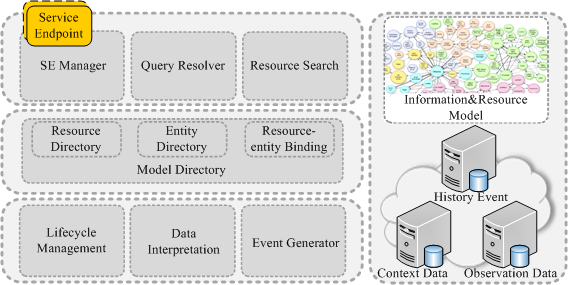 Service
Endpoint
SE Manager
Query Resolver
Resource Search
Resource
Directory
Entity
Directory
Resource-
entity Binding
Model Directory
Lifecycle
Management
Data
Interpretation
Event Generator
Information&Resource
Model
History Event
Context Data
Observation Data